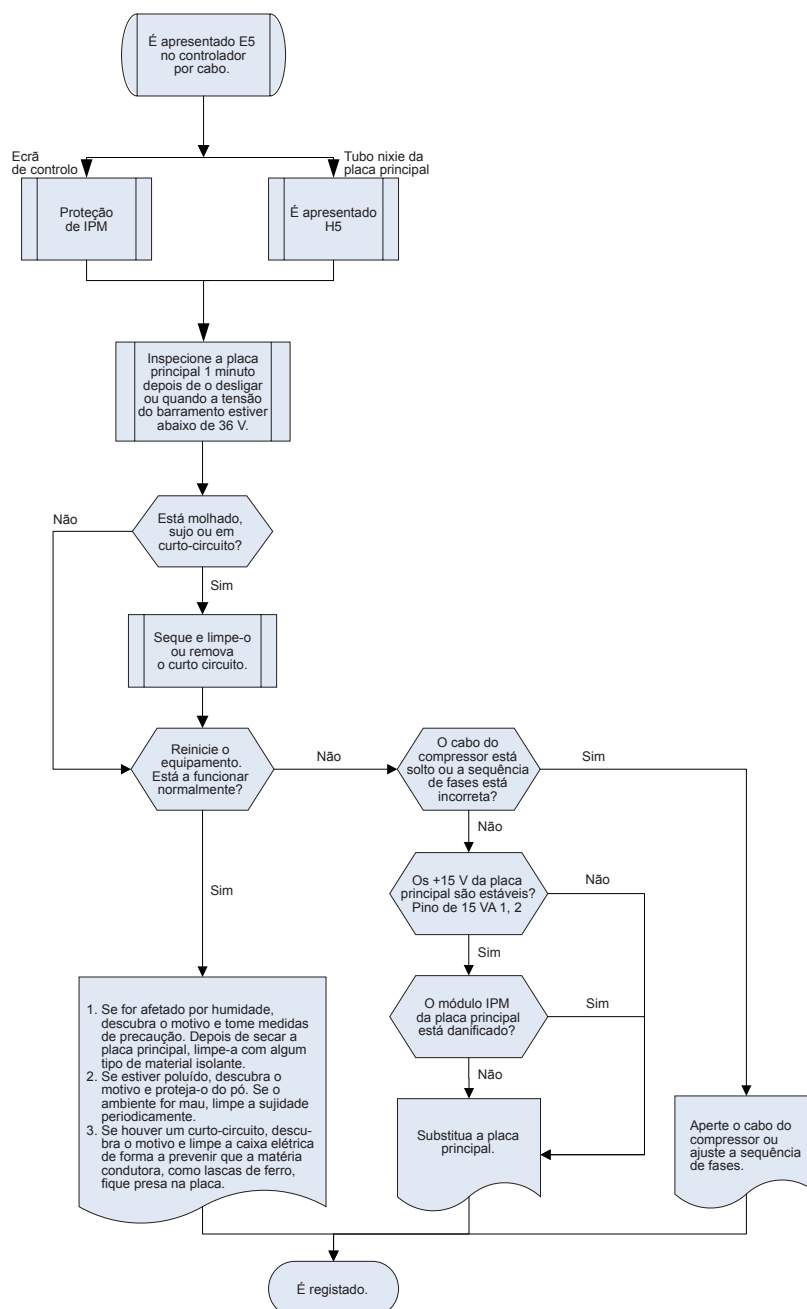 É apresentado E5
no controlador
por cabo.
Ecrã
de controlo
Tubo nixie da
placa principal
Proteção
de IPM
É apresentado
H5
Inspecione a placa
principal 1 minuto
depois de o desligar
ou quando a tensão
do barramento estiver
abaixo de 36 V.
Não
Está molhado,
sujo ou em
curto-circuito?
Sim
Seque e limpe-o
ou remova
o curto circuito.
Reinicie o
equipamento.
Está a funcionar
normalmente?
Não
O cabo do
compressor está
solto ou a sequência
de fases está
incorreta?
Sim
Não
Sim
Os +15 V da placa
principal são estáveis?
Pino de 15 VA 1, 2
Não
Sim
O módulo IPM
da placa principal
está danificado?
Sim
Não
1. Se for afetado por humidade,
descubra o motivo e tome medidas
de precaução. Depois de secar a
placa principal, limpe-a com algum
tipo de material isolante.
2. Se estiver poluído, descubra o
motivo e proteja-o do pó. Se o
ambiente for mau, limpe a sujidade
periodicamente.
3. Se houver um curto-circuito, descu-
bra o motivo e limpe a caixa elétrica
de forma a prevenir que a matéria
condutora, como lascas de ferro,
fique presa na placa.
Substitua a placa
principal.
Aperte o cabo do
compressor ou
ajuste a sequência
de fases.
É registado.